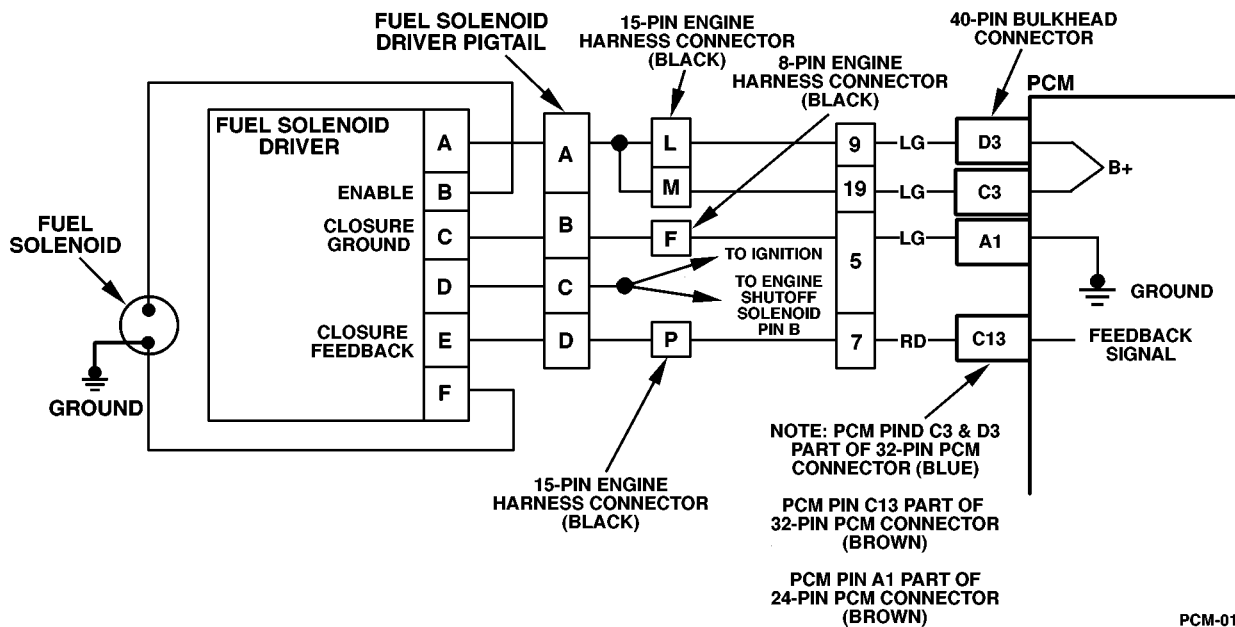 FUEL SOLENOID
DRIVER PIGTAIL
15-PIN ENGINE
HARNESS CONNECTOR
(BLACK)
8-PIN ENGINE
HARNESS CONNECTOR
(BLACK)
40-PIN BULKHEAD
CONNECTOR
PCM
FUEL SOLENOID
DRIVER
ENABLE
CLOSURE
GROUND
CLOSURE
FEEDBACK
A
B
C
D
E
F
FUEL
SOLENOID
GROUND
A
B
C
D
L
M
F
P
TO IGNITION
TO ENGINE
SHUTOFF
SOLENOID
PIN B
9
19
5
7
LG
LG
LG
RD
D3
C3
A1
C13
B+
GROUND
FEEDBACK
SIGNAL
15-PIN ENGINE
HARNESS CONNECTOR
(BLACK)
NOTE: PCM PIND C3 & D3
PART OF 32-PIN PCM
CONNECTOR (BLUE)
PCM PIN C13 PART OF
32-PIN PCM CONNECTOR
(BROWN)
PCM PIN A1 PART OF
24-PIN PCM CONNECTOR
(BROWN)
PCM-01